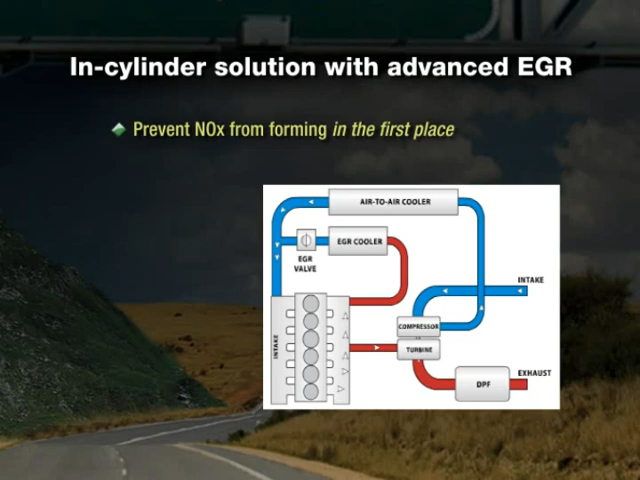 In-cylinder solution with advanced EGR
Prevent NOx from forming in the first place
AIR-TO-AIR COOLER
EGR COOLER
EGR
VALVE
INTAKE
INTAKE
COMPRESSOR
TURBINE
EXHAUST
DPF